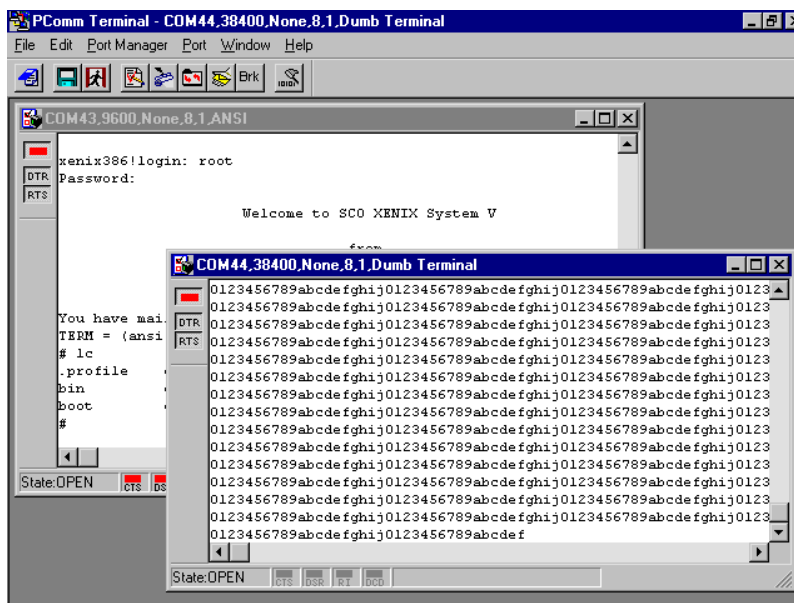 PComm Terminal - COM44,38400,None,8,1,Dumb Terminal
File Edit Port Manager Port Window Help
Brk
COM43,9600,None,8,1,ANSI
DTR
RTS
xenix386!login: root
Password:
Welcome to SCO XENIX System V
from
You have mai
TERM = (ansi
# lc
.profile
bin
boot
#
State:OPEN CTS DS
COM44,38400,None,8,1,Dumb Terminal
DTR
RTS
0123456789abcdefghij0123456789abcdefghij0123456789abcdefghij0123
0123456789abcdefghij0123456789abcdefghij0123456789abcdefghij0123
0123456789abcdefghij0123456789abcdefghij0123456789abcdefghij0123
0123456789abcdefghij0123456789abcdefghij0123456789abcdefghij0123
0123456789abcdefghij0123456789abcdefghij0123456789abcdefghij0123
0123456789abcdefghij0123456789abcdefghij0123456789abcdefghij0123
0123456789abcdefghij0123456789abcdefghij0123456789abcdefghij0123
0123456789abcdefghij0123456789abcdefghij0123456789abcdefghij0123
0123456789abcdefghij0123456789abcdefghij0123456789abcdefghij0123
0123456789abcdefghij0123456789abcdefghij0123456789abcdefghij0123
0123456789abcdefghij0123456789abcdefghij0123456789abcdefghij0123
0123456789abcdefghij0123456789abcdefghij0123456789abcdefghij0123
0123456789abcdefghij0123456789abcdefghij0123456789abcdefghij0123
0123456789abcdefghij0123456789abcdefghij0123456789abcdefghij0123
0123456789abcdefghij0123456789abcdef
State:OPEN CTS DSR RI DCD